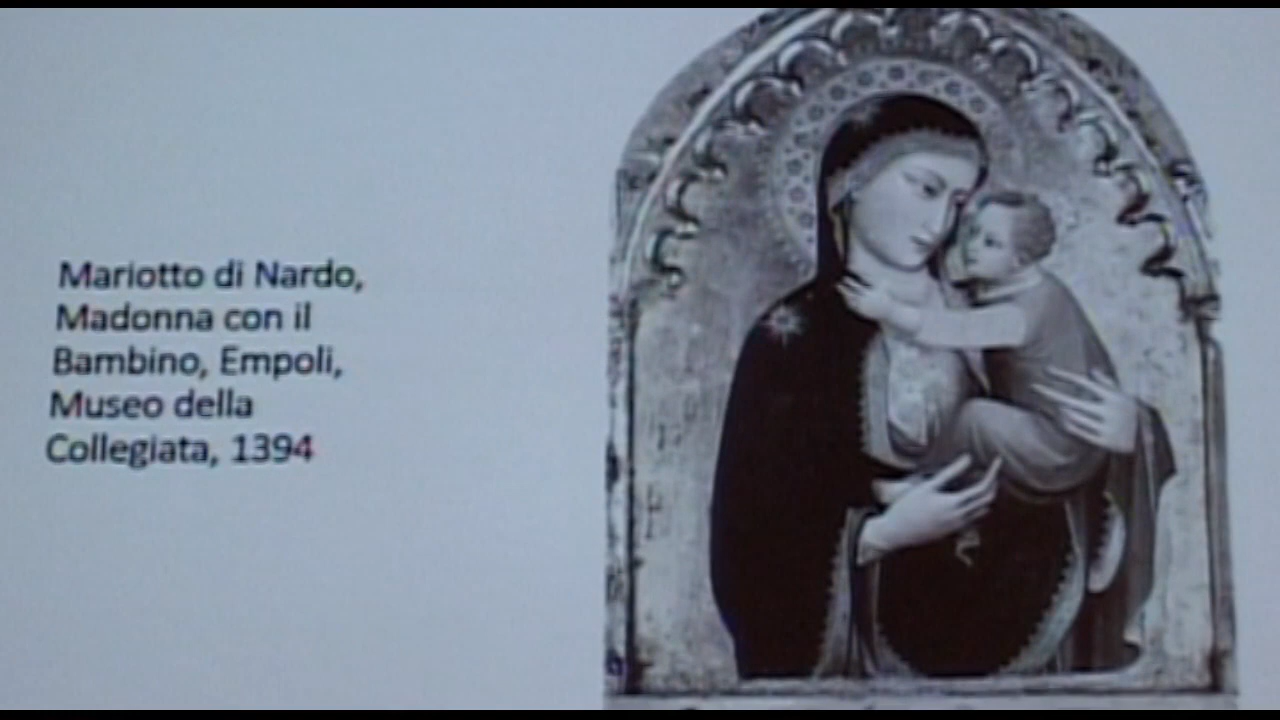 Mariotto di Nardo,
Madonna con il
Bambino, Empoli,
Museo della
Collegiata, 1394